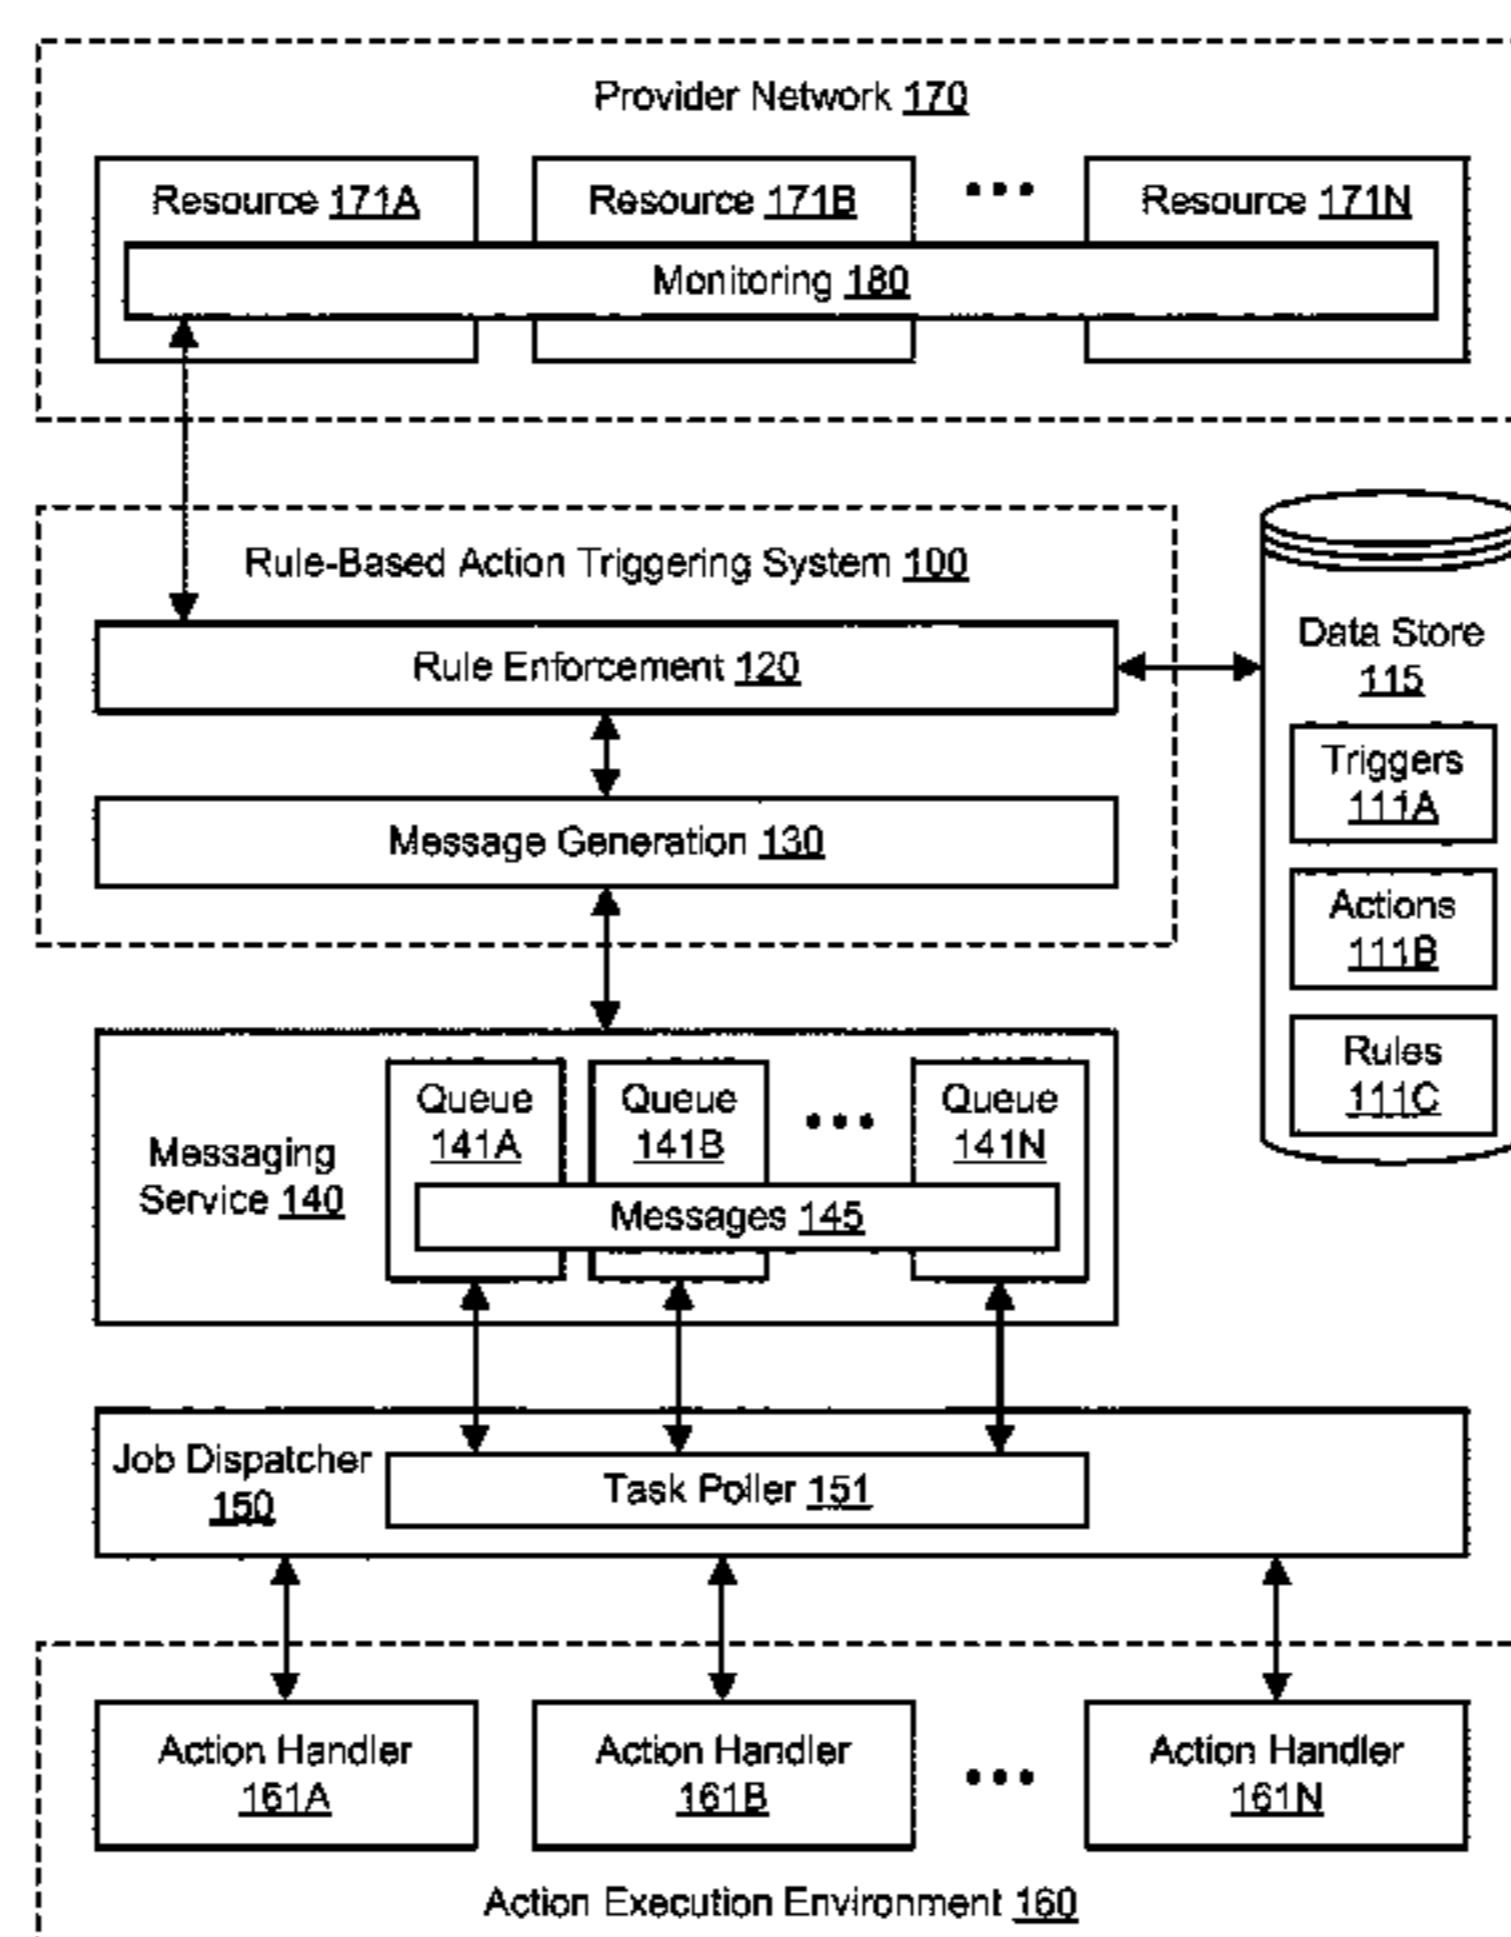 Provider Network 170
Resource 171A
Resource 171B
Resource 171N
Monitoring 180
Rule-Based Action Triggering System 100
Rule Enforcement 120
Message Generation 130
Data Store
115
Triggers
111A
Actions
111B
Rules
111C
Messaging
Service 140
Queue
141A
Queue
141B
Queue
141N
Messages 145
Job Dispatcher
150
Task Poller 151
Action Handler
161A
Action Handler
161B
Action Handler
161N
Action Execution Environment 160